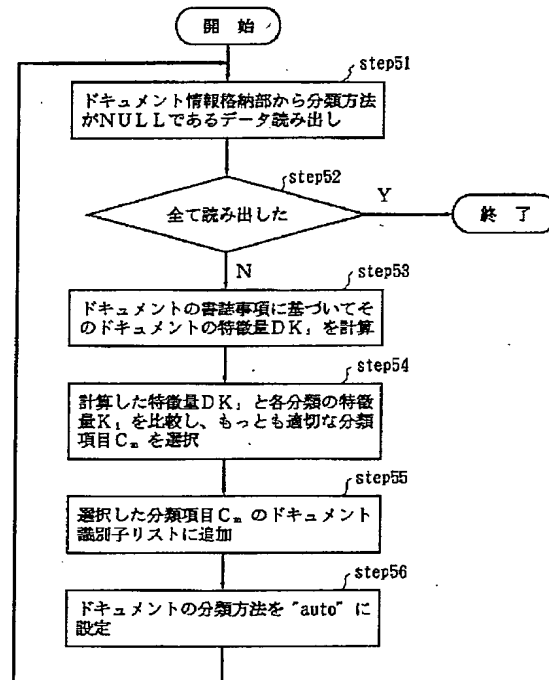 開 始
step51
ドキュメント情報格納部から分類方法
がNULLであるデータ読み出し
step52
全て読み出した
Y
終 了
N
step53
ドキュメントの書誌事項に基づいてそ
のドキュメントの特徴量DK₁を計算
step54
計算した特徴量DK₁と各分類の特徴
量K₁を比較し、もっとも適切な分類
項目Cₘを選択
step55
選択した分類項目Cₘのドキュメント
識別子リストに追加
step56
ドキュメントの分類方法を"auto"に
設定